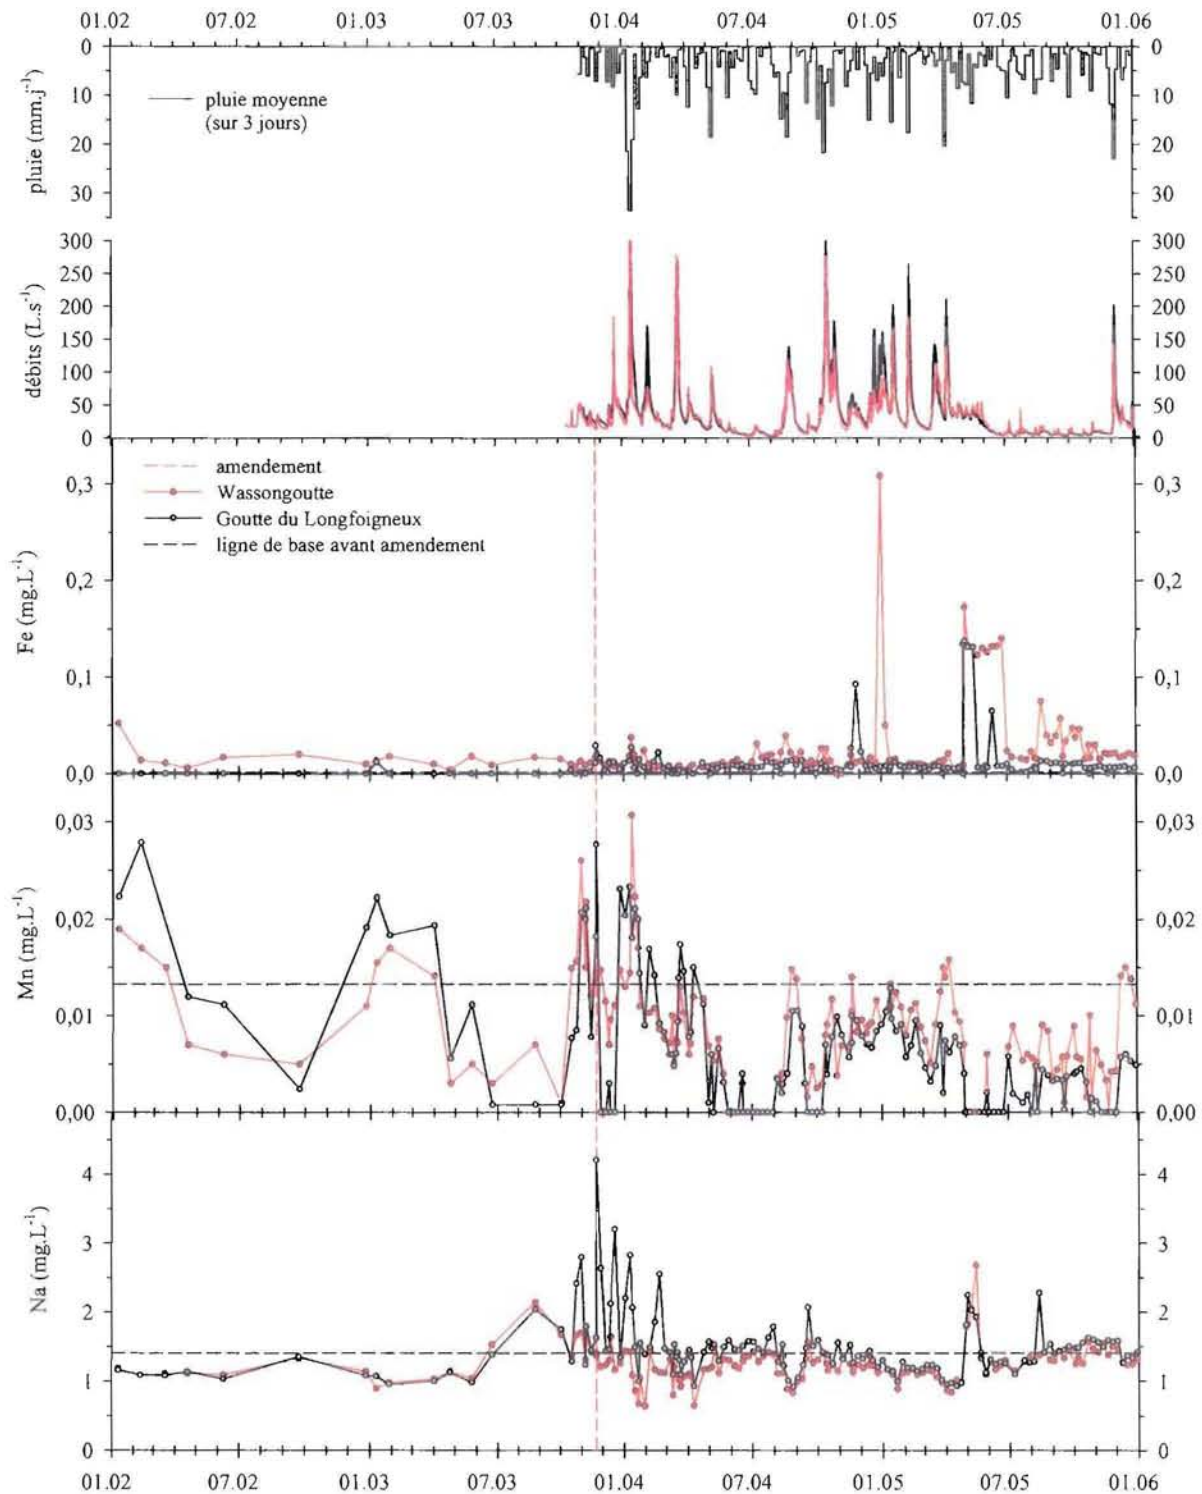 01.02 07.02 01.03 07.03 01.04 07.04 01.05 07.05 01.06
0 0
10 10
20 20
30 30
pluie (mm.j⁻¹)
pluie moyenne
(sur 3 jours)
300 300
250 250
200 200
150 150
100 100
50 50
0 0
débits (L.s⁻¹)
amendement
Wassongoutte
Goutte du Longfoigneux
ligne de base avant amendement
0,3 0,3
0,2 0,2
0,1 0,1
0,0 0,0
Fe (mg.L⁻¹)
0,03 0,03
0,02 0,02
0,01 0,01
0,00 0,00
Mn (mg.L⁻¹)
4 4
3 3
2 2
1 1
0 0
Na (mg.L⁻¹)
01.02 07.02 01.03 07.03 01.04 07.04 01.05 07.05 01.06